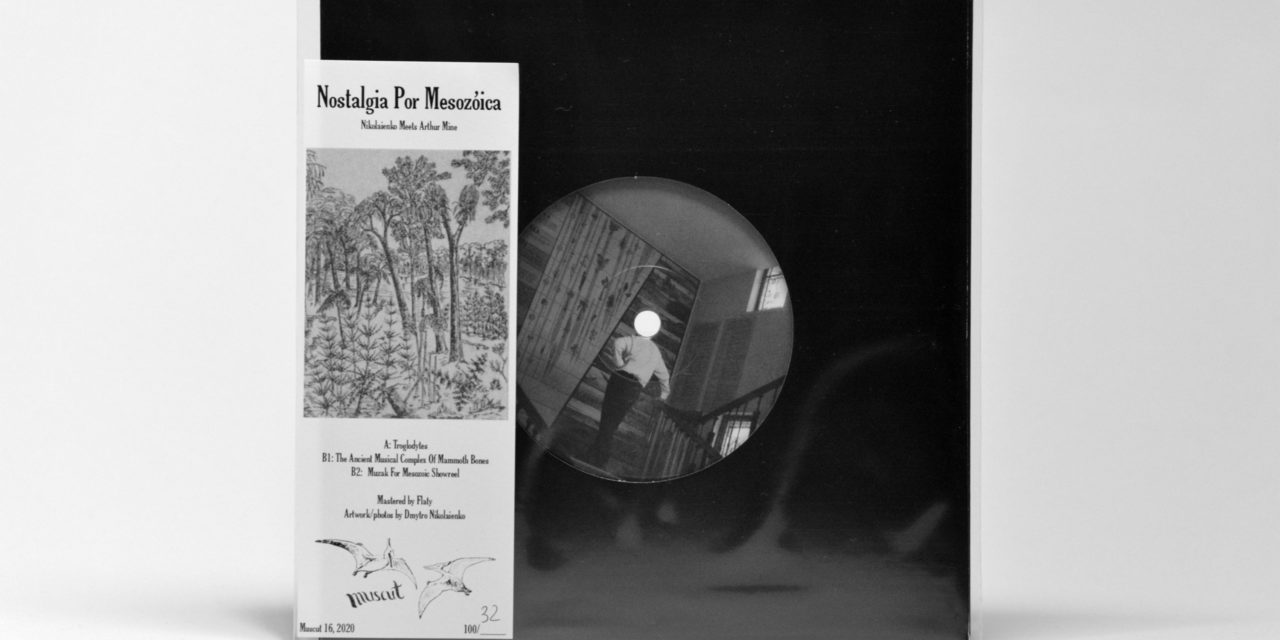 Nostalgia Por Mesozóica
Nikolaienko Meets Arthur Mine
A: Troglodytes
B1: The Ancient Musical Complex Of Mammoth Bones
B2: Muzak For Mesozoic Showreel
Mastered by Flaty
Artwork/photos by Dmytro Nikolaienko
muscut
Muscut 16, 2020
100/32